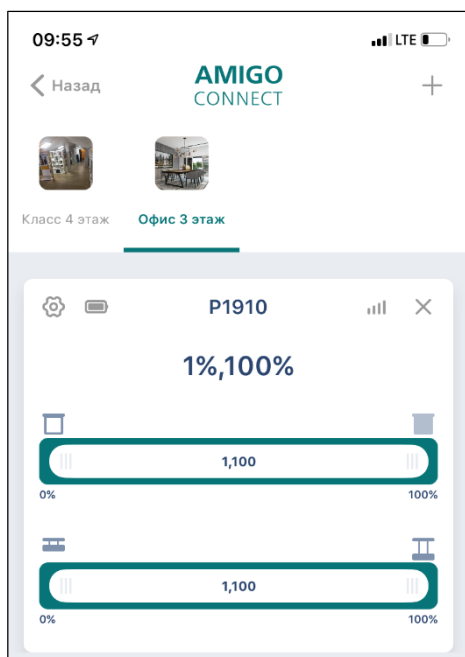 09:55
LTE
Назад
AMIGO
CONNECT
Класс 4 этаж
Офис 3 этаж
P1910
1%,100%
1,100
0%
100%
1,100
0%
100%